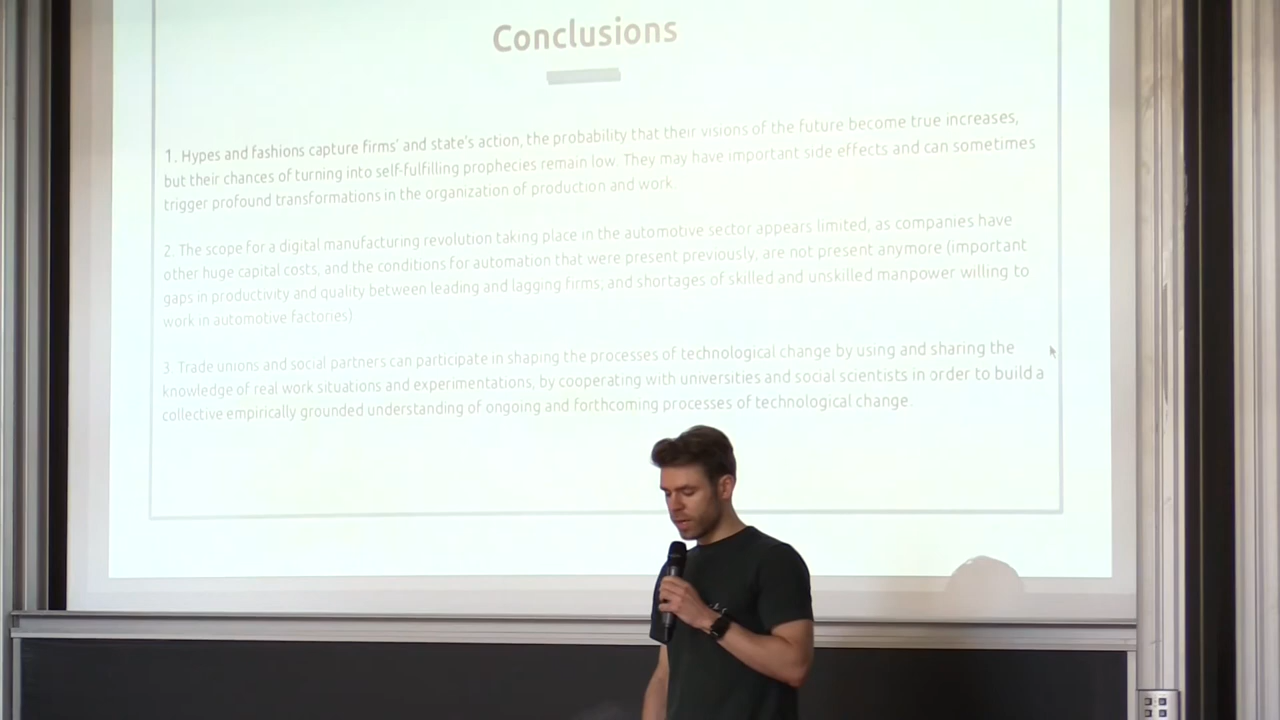 Conclusions
1. Hypes and fashions capture firms' and state's action, the probability that their visions of the future become true increases,
but their chances of turning into self-fulfilling prophecies remain low. They may have important side effects and can sometimes
trigger profound transformations in the organization of production and work.
2. The scope for a digital manufacturing revolution taking place in the automotive sector appears limited, as companies have
other huge capital costs, and the conditions for automation that were present previously, are not present anymore (important
gaps in productivity and quality between leading and lagging firms; and shortages of skilled and unskilled manpower willing to
work in automotive factories)
3 Trade unions and social partners can participate in shaping the processes of technological change by using and sharing the
knowledge of real work situations and experimentations, by cooperating with universities and social scientists in order to build a
collective empirically grounded understanding of ongoing and forthcoming processes of technological change.